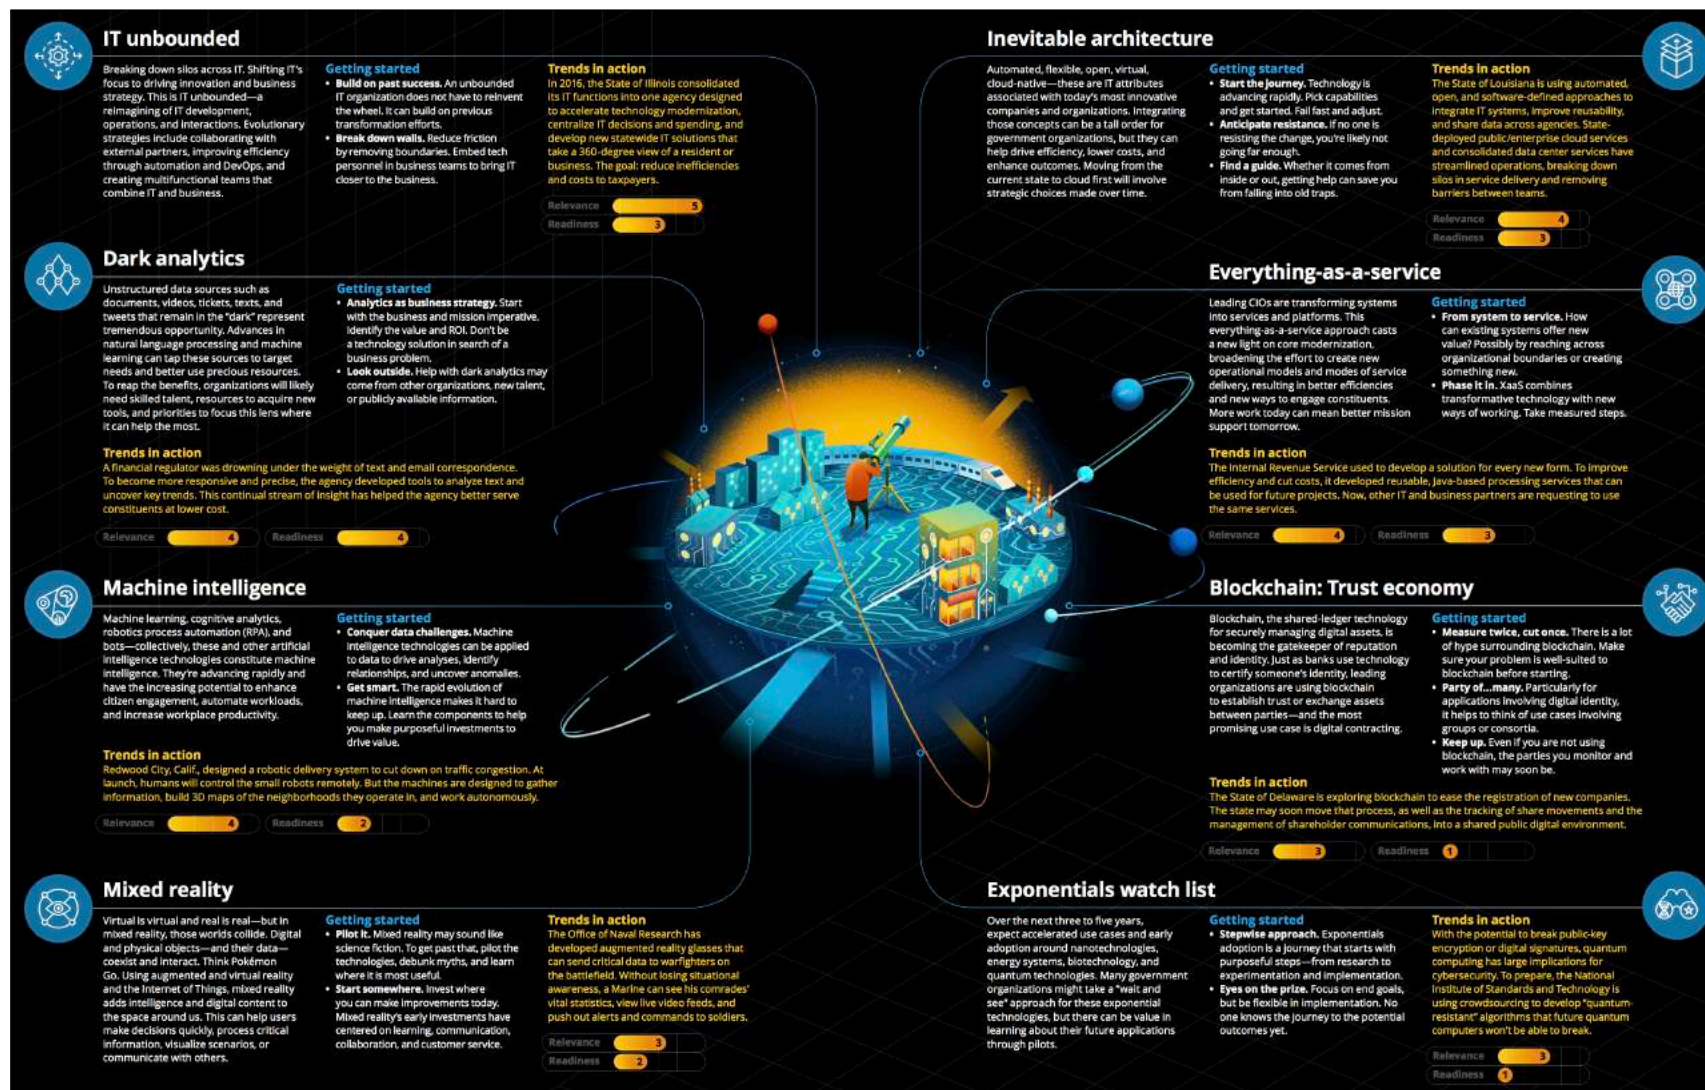 IT unbounded
Breaking down silos across IT. Shifting IT's
focus to driving innovation and business
strategy. This is IT unbounded—a
reimagining of IT development,
operations, and interactions. Evolutionary
strategies include collaborating with
external partners, improving efficiency
through automation and DevOps, and
creating multifunctional teams that
combine IT and business.
Getting started
• Build on past success. An unbounded
IT organization does not have to reinvent
the wheel. It can build on previous
transformation efforts.
• Break down walls. Reduce friction
by removing boundaries. Embed tech
personnel in business teams to bring IT
closer to the business.
Trends in action
In 2016, the State of Illinois consolidated
its IT functions into one agency designed
to accelerate technology modernization,
centralize IT decisions and spending, and
develop new statewide IT solutions that
take a 360-degree view of a resident or
business. The goal: reduce inefficiencies
and costs to taxpayers.
Relevance 5
Readiness 3
Dark analytics
Unstructured data sources such as
documents, videos, tickets, texts, and
tweets that remain in the "dark" represent
tremendous opportunity. Advances in
natural language processing and machine
learning can tap these sources to target
needs and better use precious resources.
To reap the benefits, organizations will likely
need skilled talent, resources to acquire new
tools, and priorities to focus this lens where
it can help the most.
Getting started
• Analytics as business strategy. Start
with the business and mission imperative.
Identify the value and ROI. Don't be
a technology solution in search of a
business problem.
• Look outside. Help with dark analytics may
come from other organizations, new talent,
or publicly available information.
Trends in action
A financial regulator was drowning under the weight of text and email correspondence.
To become more responsive and precise, the agency developed tools to analyze text and
uncover key trends. This continual stream of insight has helped the agency better serve
constituents at lower cost.
Relevance 4 Readiness 4
Machine intelligence
Machine learning, cognitive analytics,
robotics process automation (RPA), and
bots—collectively, these and other artificial
intelligence technologies constitute machine
intelligence. They're advancing rapidly and
have the increasing potential to enhance
citizen engagement, automate workloads,
and increase workplace productivity.
Getting started
• Conquer data challenges. Machine
intelligence technologies can be applied
to data to drive analyses, identify
relationships, and uncover anomalies.
• Get smart. The rapid evolution of
machine intelligence makes it hard to
keep up. Learn the components to help
you make purposeful investments to
drive value.
Trends in action
Redwood City, Calif., designed a robotic delivery system to cut down on traffic congestion. At
launch, humans will control the small robots remotely. But the machines are designed to gather
information, build 3D maps of the neighborhoods they operate in, and work autonomously.
Relevance 4 Readiness 2
Mixed reality
Virtual is virtual and real is real—but in
mixed reality, those worlds collide. Digital
and physical objects—and their data—
coexist and interact. Think Pokémon
Go. Using augmented and virtual reality
and the Internet of Things, mixed reality
adds intelligence and digital content to
the space around us. This can help users
make decisions quickly, process critical
information, visualize scenarios, or
communicate with others.
Getting started
• Pilot it. Mixed reality may sound like
science fiction. To get past that, pilot the
technologies, debunk myths, and learn
where it is most useful.
• Start somewhere. Invest where
you can make improvements today.
Mixed reality's early investments have
centered on learning, communication,
collaboration, and customer service.
Trends in action
The Office of Naval Research has
developed augmented reality glasses that
can send critical data to warfighters on
the battlefield. Without losing situational
awareness, a Marine can see his comrades'
vital statistics, view live video feeds, and
push out alerts and commands to soldiers.
Relevance 3
Readiness 2
Inevitable architecture
Automated, flexible, open, virtual,
cloud-native—these are IT attributes
associated with today's most innovative
companies and organizations. Integrating
those concepts can be a tall order for
government organizations, but they can
help drive efficiency, lower costs, and
enhance outcomes. Moving from the
current state to cloud first will involve
strategic choices made over time.
Getting started
• Start the journey. Technology is
advancing rapidly. Pick capabilities
and get started. Fail fast and adjust.
• Anticipate resistance. If no one is
resisting the change, you're likely not
going far enough.
• Find a guide. Whether it comes from
inside or out, getting help can save you
from falling into old traps.
Trends in action
The State of Louisiana is using automated,
open, and software-defined approaches to
integrate IT systems, improve reusability,
and share data across agencies. State-
deployed public/enterprise cloud services
and consolidated data center services have
streamlined operations, breaking down
silos in service delivery and removing
barriers between teams.
Relevance 4
Readiness 3
Everything-as-a-service
Leading CIOs are transforming systems
into services and platforms. This
everything-as-a-service approach casts
a new light on core modernization,
broadening the effort to create new
operational models and modes of service
delivery, resulting in better efficiencies
and new ways to engage constituents.
More work today can mean better mission
support tomorrow.
Getting started
• From system to service. How
can existing systems offer new
value? Possibly by reaching across
organizational boundaries or creating
something new.
• Phase it in. XaaS combines
transformative technology with new
ways of working. Take measured steps.
Trends in action
The Internal Revenue Service used to develop a solution for every new form. To improve
efficiency and cut costs, it developed reusable, Java-based processing services that can
be used for future projects. Now, other IT and business partners are requesting to use
the same services.
Relevance 4 Readiness 3
Blockchain: Trust economy
Blockchain, the shared-ledger technology
for securely managing digital assets, is
becoming the gatekeeper of reputation
and identity. Just as banks use technology
to certify someone's identity, leading
organizations are using blockchain
to establish trust or exchange assets
between parties—and the most
promising use case is digital contracting.
Getting started
• Measure twice, cut once. There is a lot
of hype surrounding blockchain. Make
sure your problem is well-suited to
blockchain before starting.
• Party of...many. Particularly for
applications involving digital identity,
it helps to think of use cases involving
groups or consortia.
• Keep up. Even if you are not using
blockchain, the parties you monitor and
work with may soon be.
Trends in action
The State of Delaware is exploring blockchain to ease the registration of new companies.
The state may soon move that process, as well as the tracking of share movements and the
management of shareholder communications, into a shared public digital environment.
Relevance 3 Readiness 1
Exponentials watch list
Over the next three to five years,
expect accelerated use cases and early
adoption around nanotechnologies,
energy systems, biotechnology, and
quantum technologies. Many government
organizations might take a "wait and
see" approach for these exponential
technologies, but there can be value in
learning about their future applications
through pilots.
Getting started
• Stepwise approach. Exponentials
adoption is a journey that starts with
purposeful steps—from research to
experimentation and implementation.
• Eyes on the prize. Focus on end goals,
but be flexible in implementation. No
one knows the journey to the potential
outcomes yet.
Trends in action
With the potential to break public-key
encryption or digital signatures, quantum
computing has large implications for
cybersecurity. To prepare, the National
Institute of Standards and Technology is
using crowdsourcing to develop "quantum-
resistant" algorithms that future quantum
computers won't be able to break.
Relevance 3
Readiness 1